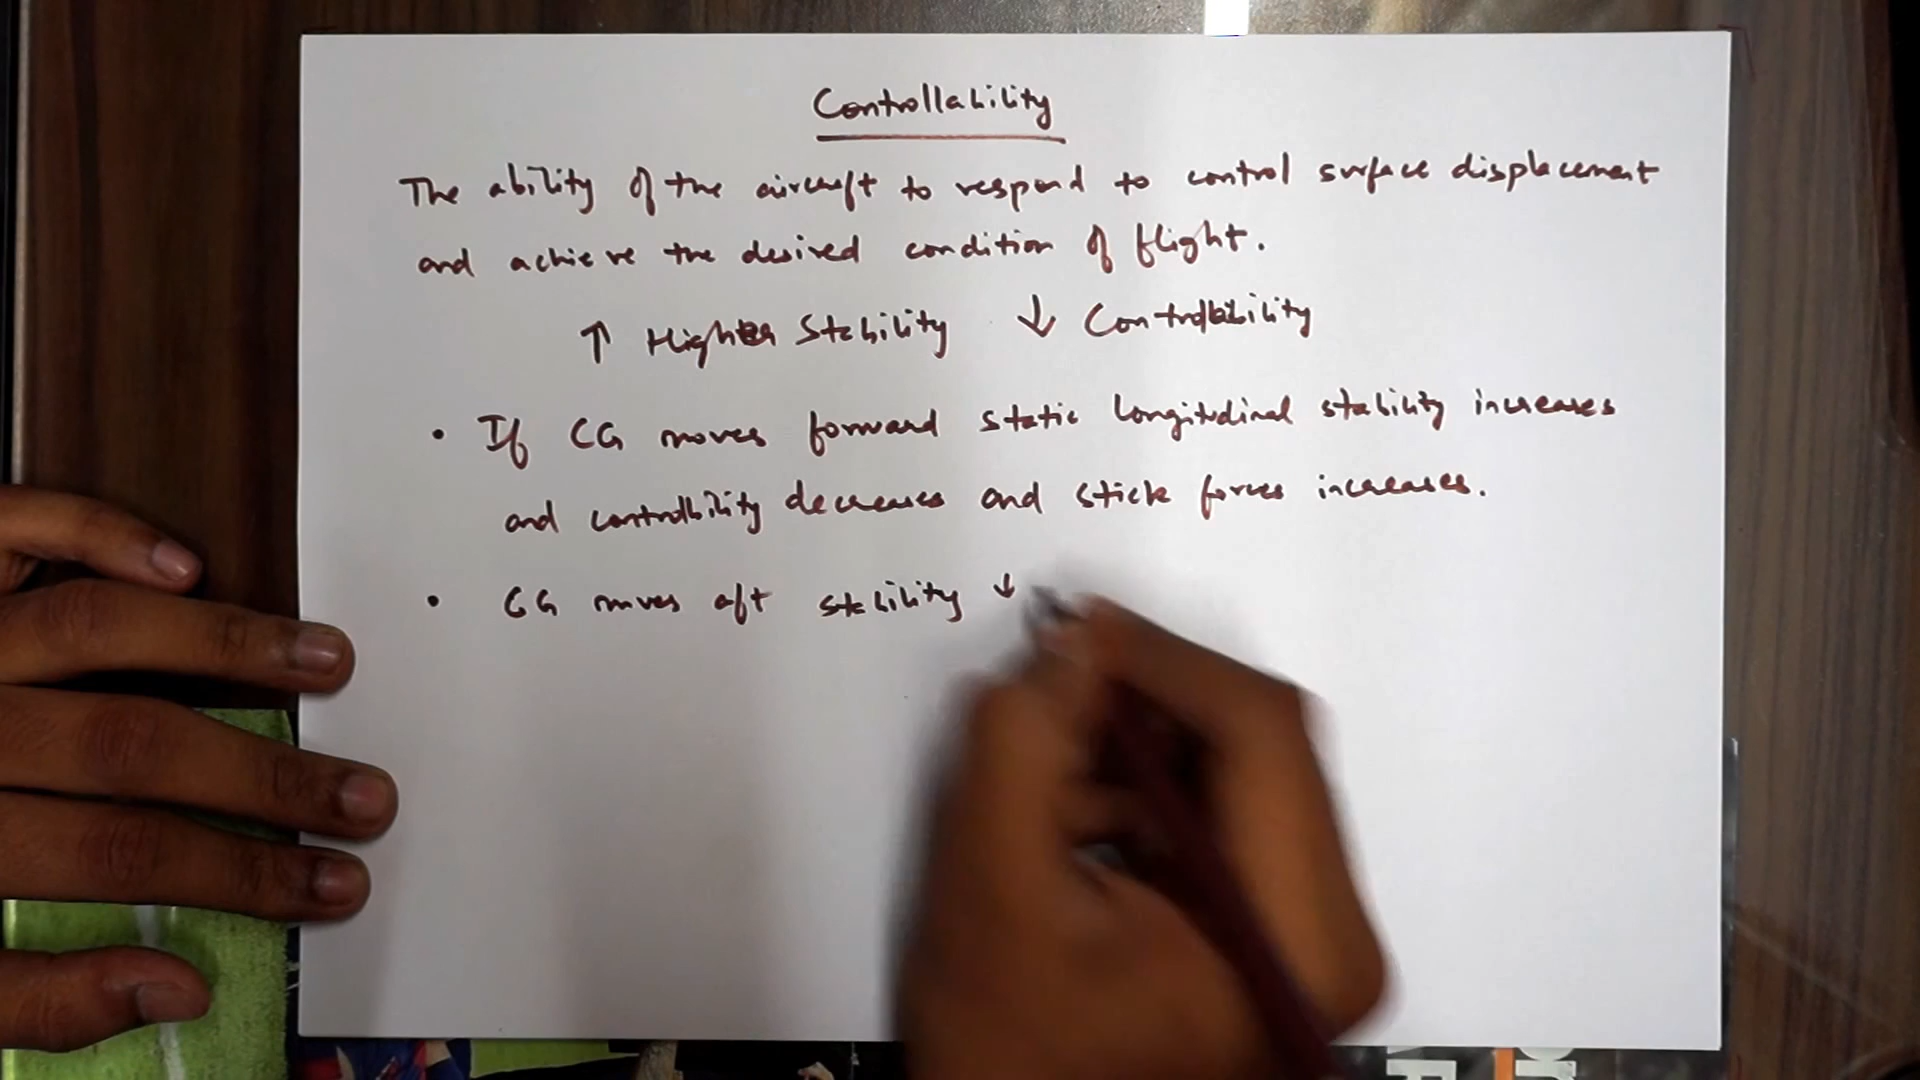 Controllability
The ability of the aircraft to respond to control surface displacement
and achieve the desired condition of flight.
↑ Higher Stability ↓ Controllability
• If CG moves forward static longitudinal stability increases
and controllbility decreases and stick forces increases.
• CG moves aft stability ↓